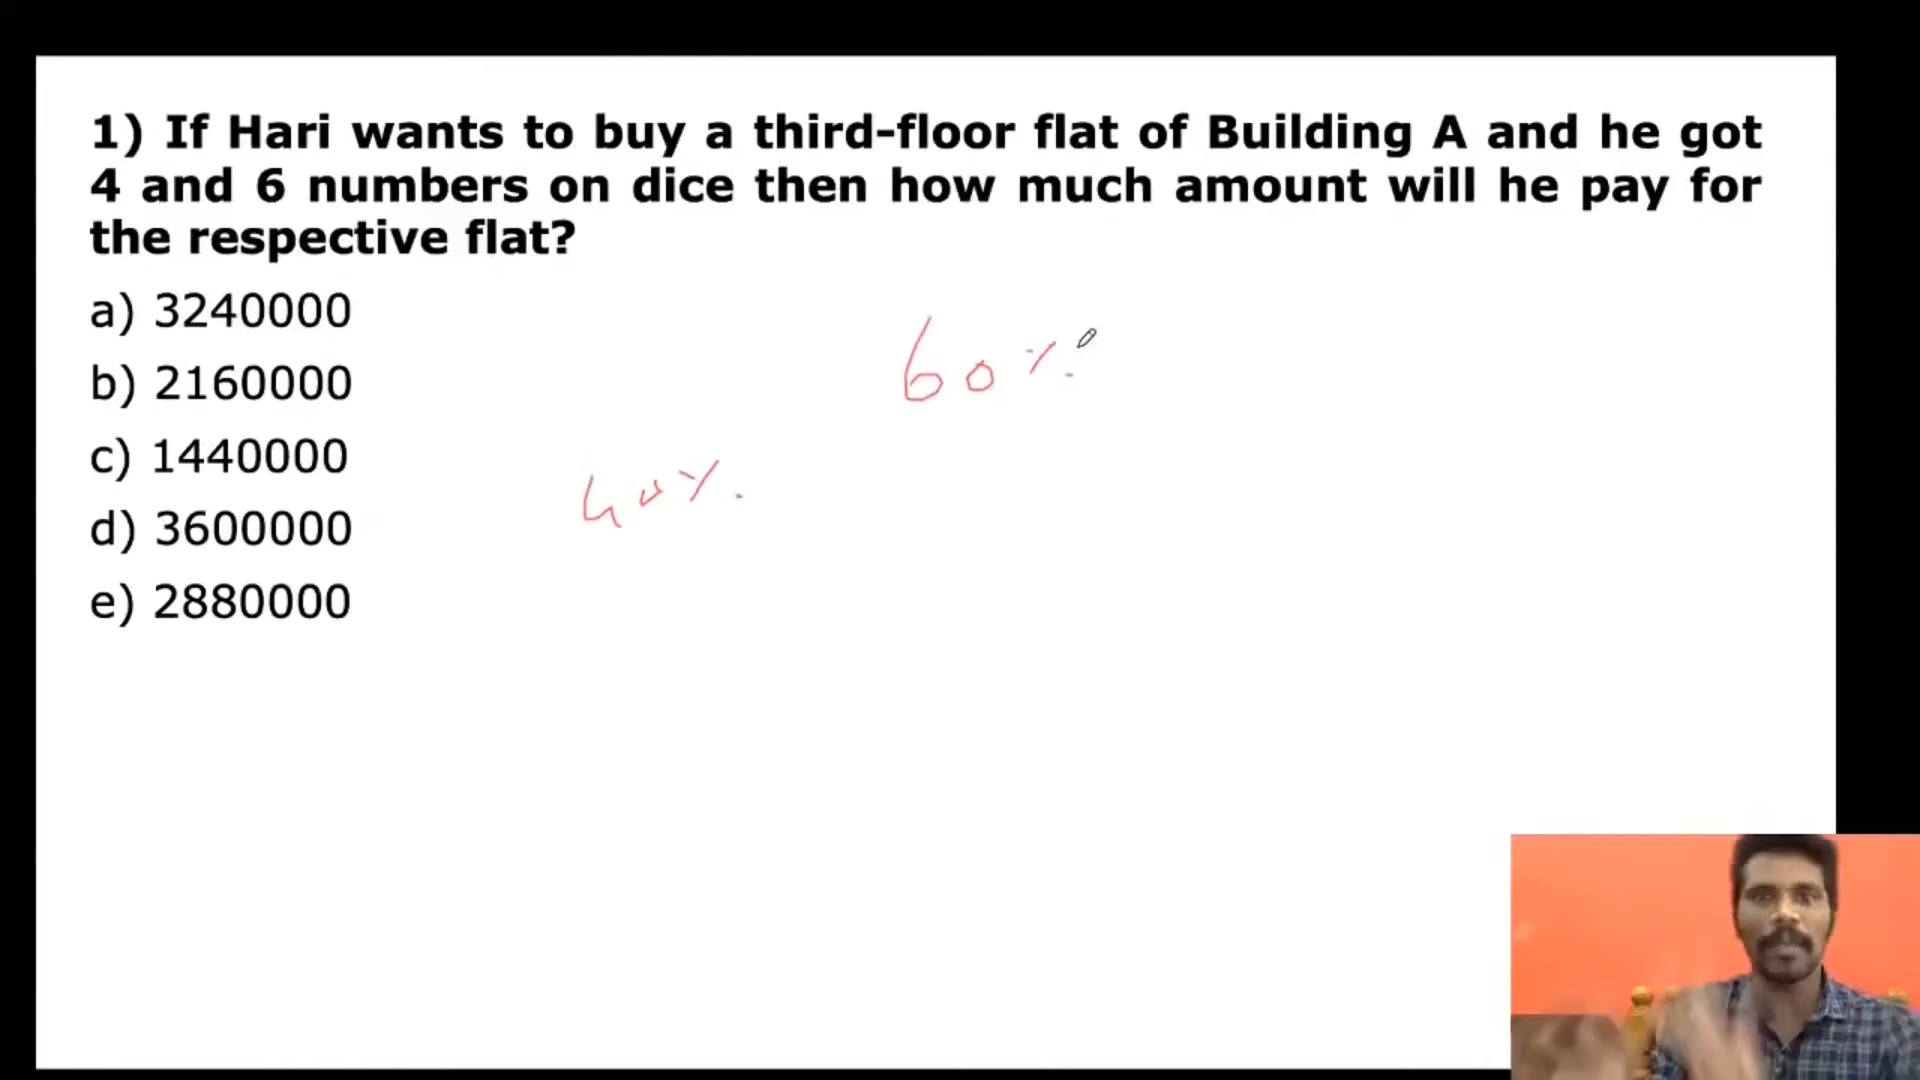 1) If Hari wants to buy a third-floor flat of Building A and he got
4 and 6 numbers on dice then how much amount will he pay for
the respective flat?
a) 3240000
b) 2160000
c) 1440000
d) 3600000
e) 2880000
60%
40%